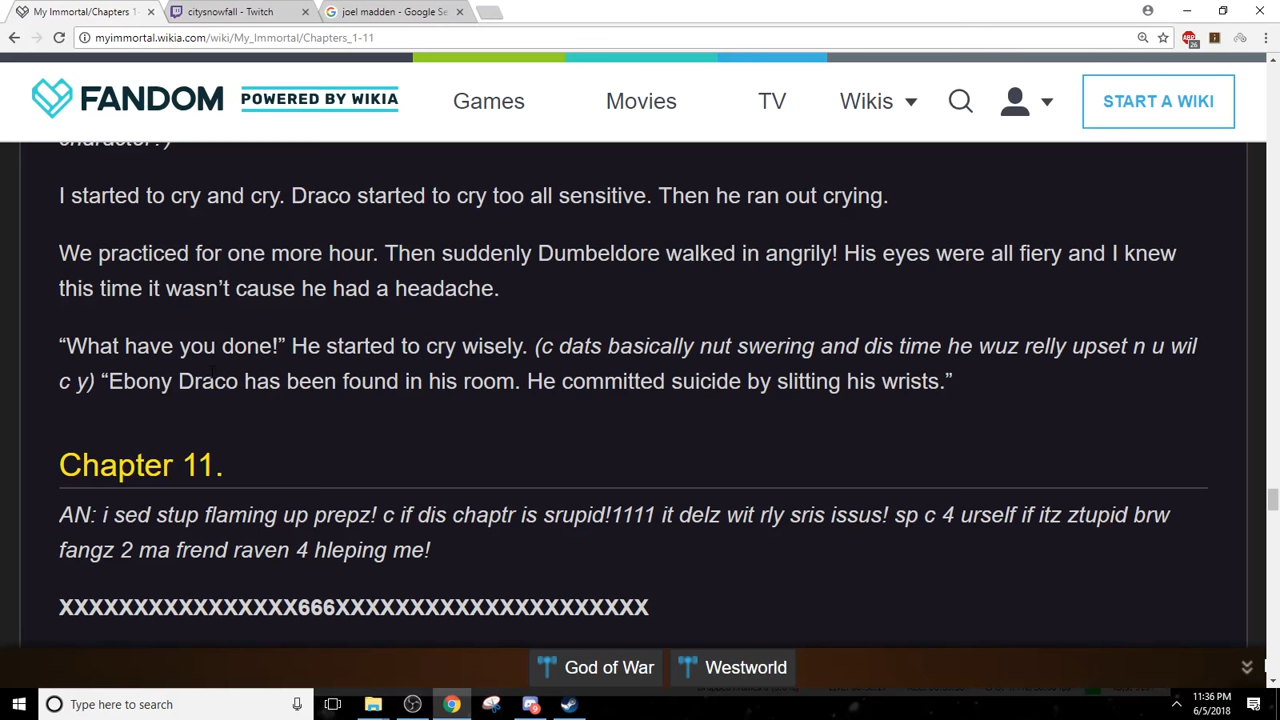 My Immortal/Chapters 1-
citysnowfall - Twitch
joel madden - Google Se
myimmortal.wikia.com/wiki/My_Immortal/Chapters_1-11
ABP
26
FANDOM
POWERED BY WIKIA
Games
Movies
TV
Wikis
START A WIKI
I started to cry and cry. Draco started to cry too all sensitive. Then he ran out crying.
We practiced for one more hour. Then suddenly Dumbeldore walked in angrily! His eyes were all fiery and I knew
this time it wasn’t cause he had a headache.
“What have you done!” He started to cry wisely. (c dats basically nut swering and dis time he wuz relly upset n u wil
c y) “Ebony Draco has been found in his room. He committed suicide by slitting his wrists.”
Chapter 11.
AN: i sed stup flaming up prepz! c if dis chaptr is srupid!1111 it delz wit rly sris issus! sp c 4 urself if itz ztupid brw
fangz 2 ma frend raven 4 hleping me!
XXXXXXXXXXXXXXXX666XXXXXXXXXXXXXXXXXXXXX
God of War
Westworld
Type here to search
11:36 PM
6/5/2018